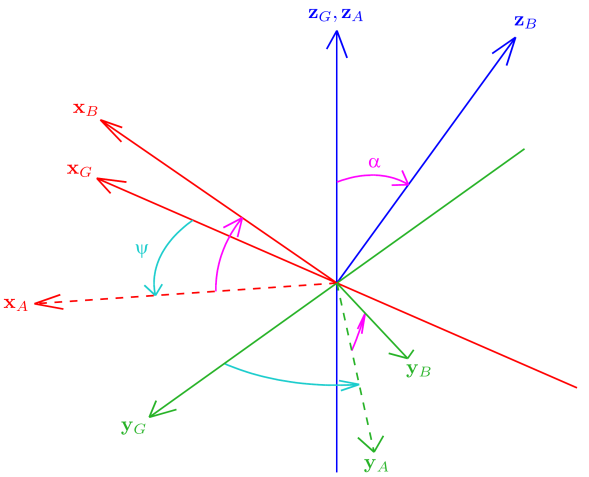 z_G, z_A
z_B
x_B
α
x_G
ψ
x_A
y_B
y_G
y_A